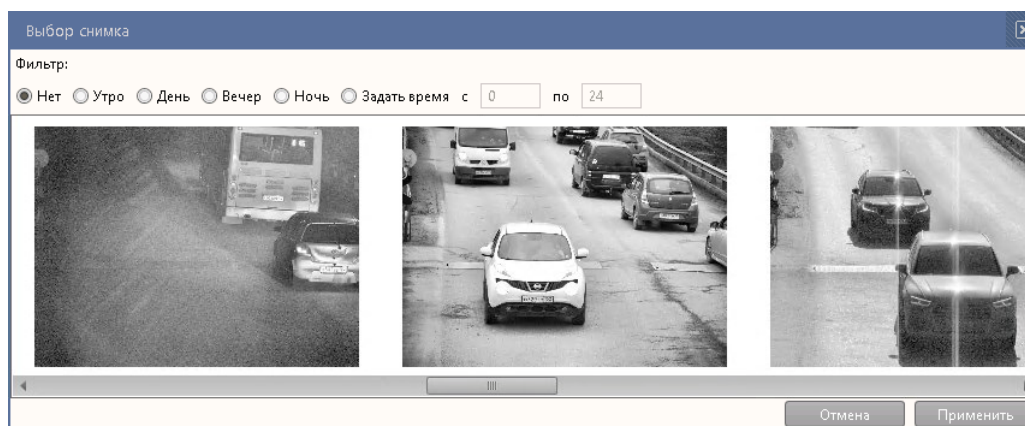 Выбор снимка
Фильтр:
Нет Утро День Вечер Ночь Задать время с 0 по 24
Отмена Применить